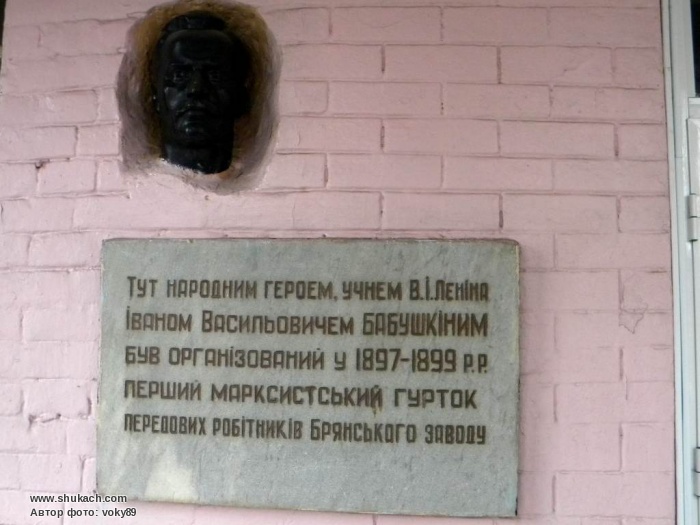 Тут народним героєм, учнем В.І.Леніна
Іваном Васильовичем БАБУШКІНИМ
був організований у 1897-1899 р.р.
перший марксистський гурток
передових робітників Брянського заводу
www.shukach.com
Автор фото: voky89